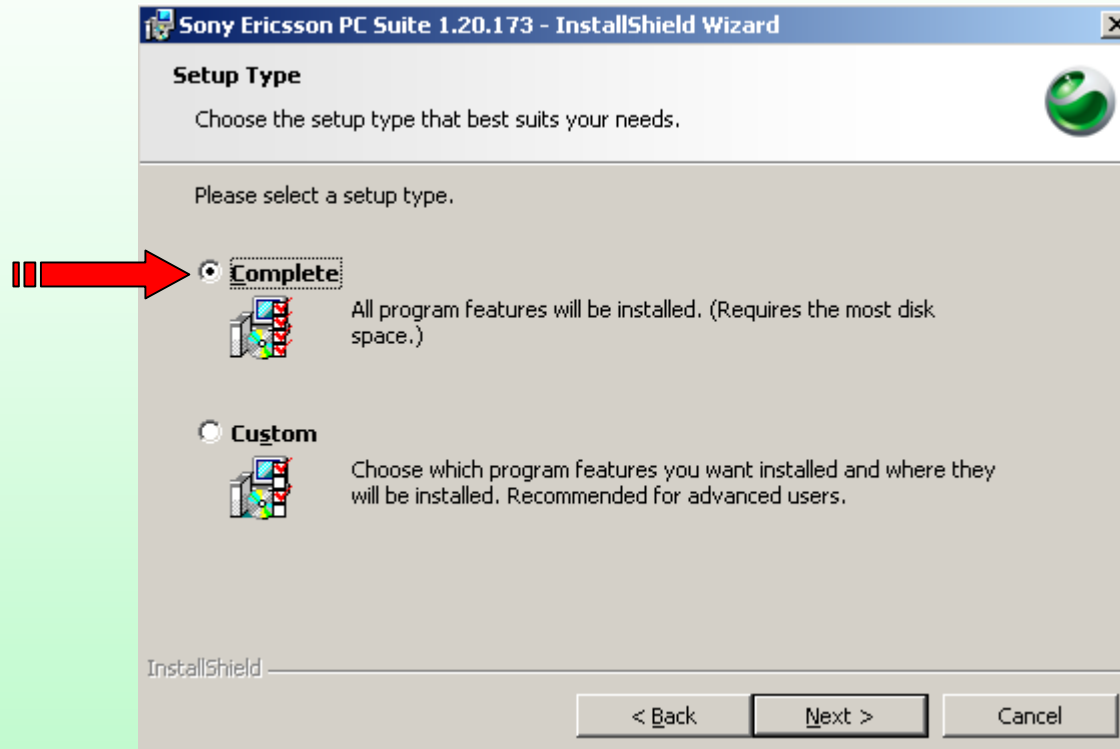 Sony Ericsson PC Suite 1.20.173 - InstallShield Wizard
Setup Type
Choose the setup type that best suits your needs.
Please select a setup type.
Complete
All program features will be installed. (Requires the most disk
space.)
Custom
Choose which program features you want installed and where they
will be installed. Recommended for advanced users.
InstallShield
< Back
Next >
Cancel